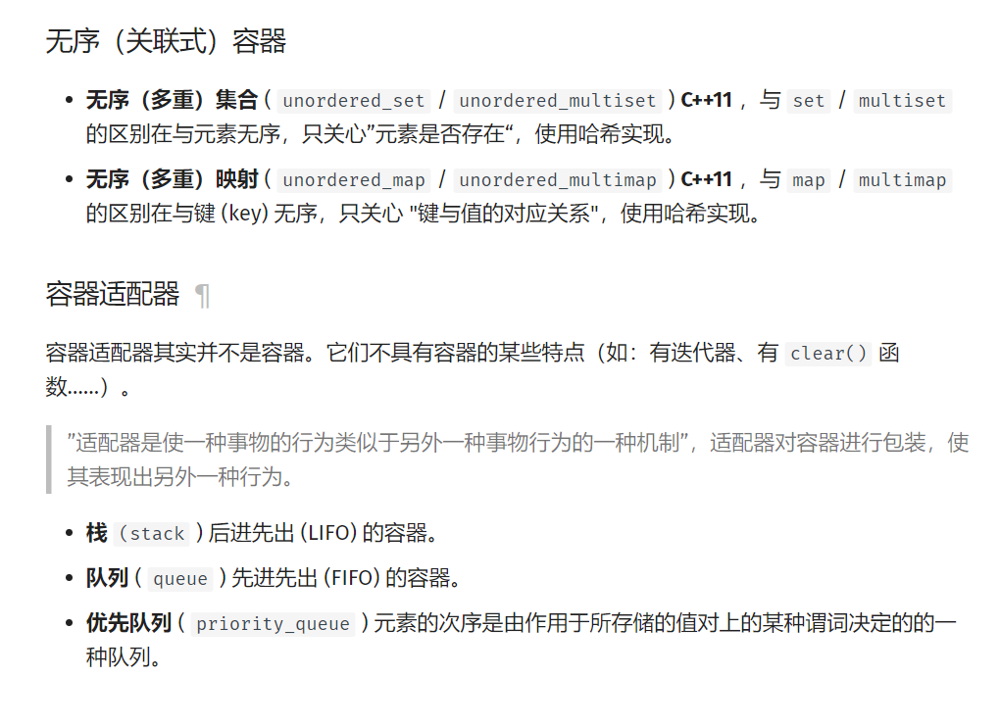 无序（关联式）容器
无序（多重）集合 ( unordered_set / unordered_multiset ) C++11 ，与 set / multiset
的区别在与元素无序，只关心”元素是否存在“，使用哈希实现。
无序（多重）映射 ( unordered_map / unordered_multimap ) C++11 ，与 map / multimap
的区别在与键 (key) 无序，只关心 "键与值的对应关系"，使用哈希实现。
容器适配器 ¶
容器适配器其实并不是容器。它们不具有容器的某些特点（如：有迭代器、有 clear() 函
数……）。
”适配器是使一种事物的行为类似于另外一种事物行为的一种机制”，适配器对容器进行包装，使
其表现出另外一种行为。
栈 (stack ) 后进先出 (LIFO) 的容器。
队列 ( queue ) 先进先出 (FIFO) 的容器。
优先队列 ( priority_queue ) 元素的次序是由作用于所存储的值对上的某种谓词决定的的一
种队列。